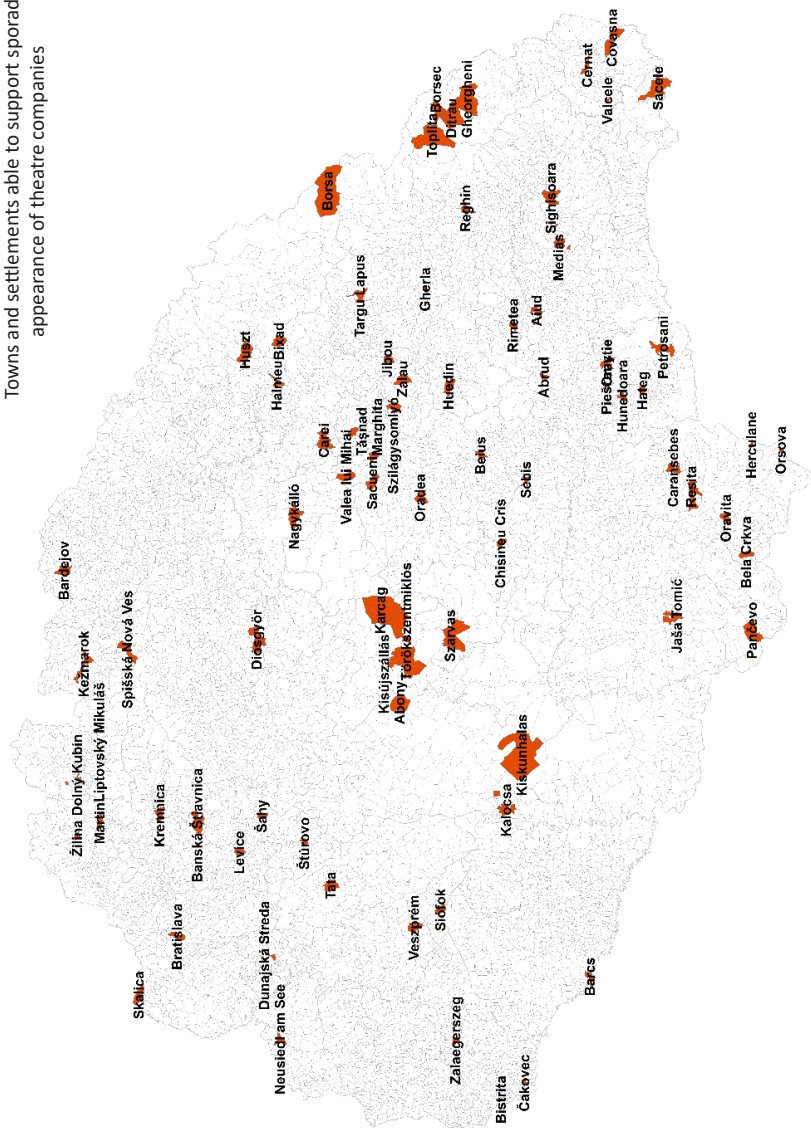 Towns and settlements able to support sporad
appearance of theatre companies
Bardejov
Kežmarok
Spišská Nová Ves
Žilina
Dolný Kubín
Martin
Liptovský Mikuláš
Kremnica
Banská Štiavnica
Levice
Šahy
Štúrovo
Tata
Bratislava
Skalica
Dunajská Streda
Neusiedl am See
Diósgyőr
Nagykálló
Huszt
Halmeu
Bixad
Borsa
Carei
Valea lui Mihai
Tășnad
Sacueni
Marghita
Szilágysomlyó
Jibou
Zalau
Targu Lapus
Toplita
Borsec
Ditrau
Gheorgheni
Reghin
Gherla
Huedin
Oradea
Karcag
Kisújszállás
Törökszentmiklós
Abony
Szarvas
Beius
Sebis
Chisineu Cris
Rimetea
Aiud
Abrud
Sighisoara
Medias
Cernat
Covasna
Valcele
Sacele
Veszprém
Siófok
Zalaegerszeg
Bistrita
Čakovec
Barcs
Kalocsa
Kiskunhalas
Hunedoara
Hateg
Petrosani
Caransebes
Resita
Oravita
Bela Crkva
Herculane
Orsova
Jaša Tomić
Pančevo